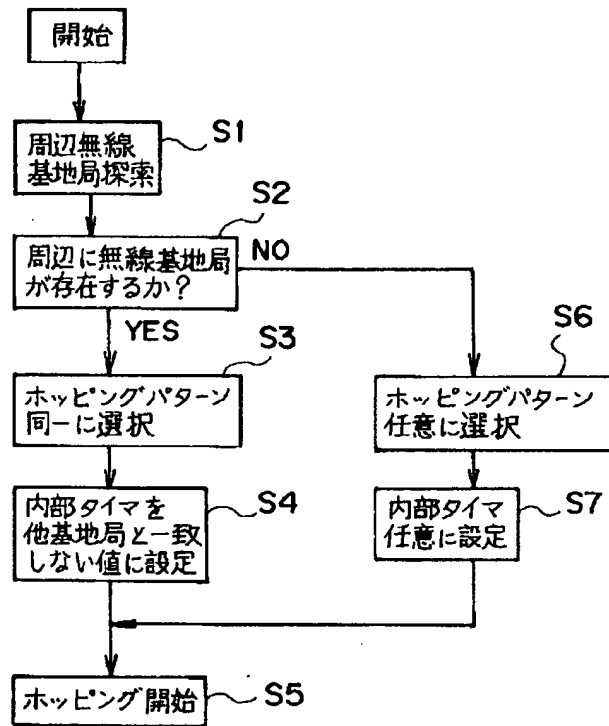 開始
周辺無線
基地局探索
S1
周辺に無線基地局
が存在するか?
S2
NO
YES
ホッピングパターン
同一に選択
S3
ホッピングパターン
任意に選択
S6
内部タイマを
他基地局と一致
しない値に設定
S4
内部タイマ
任意に設定
S7
ホッピング開始
S5